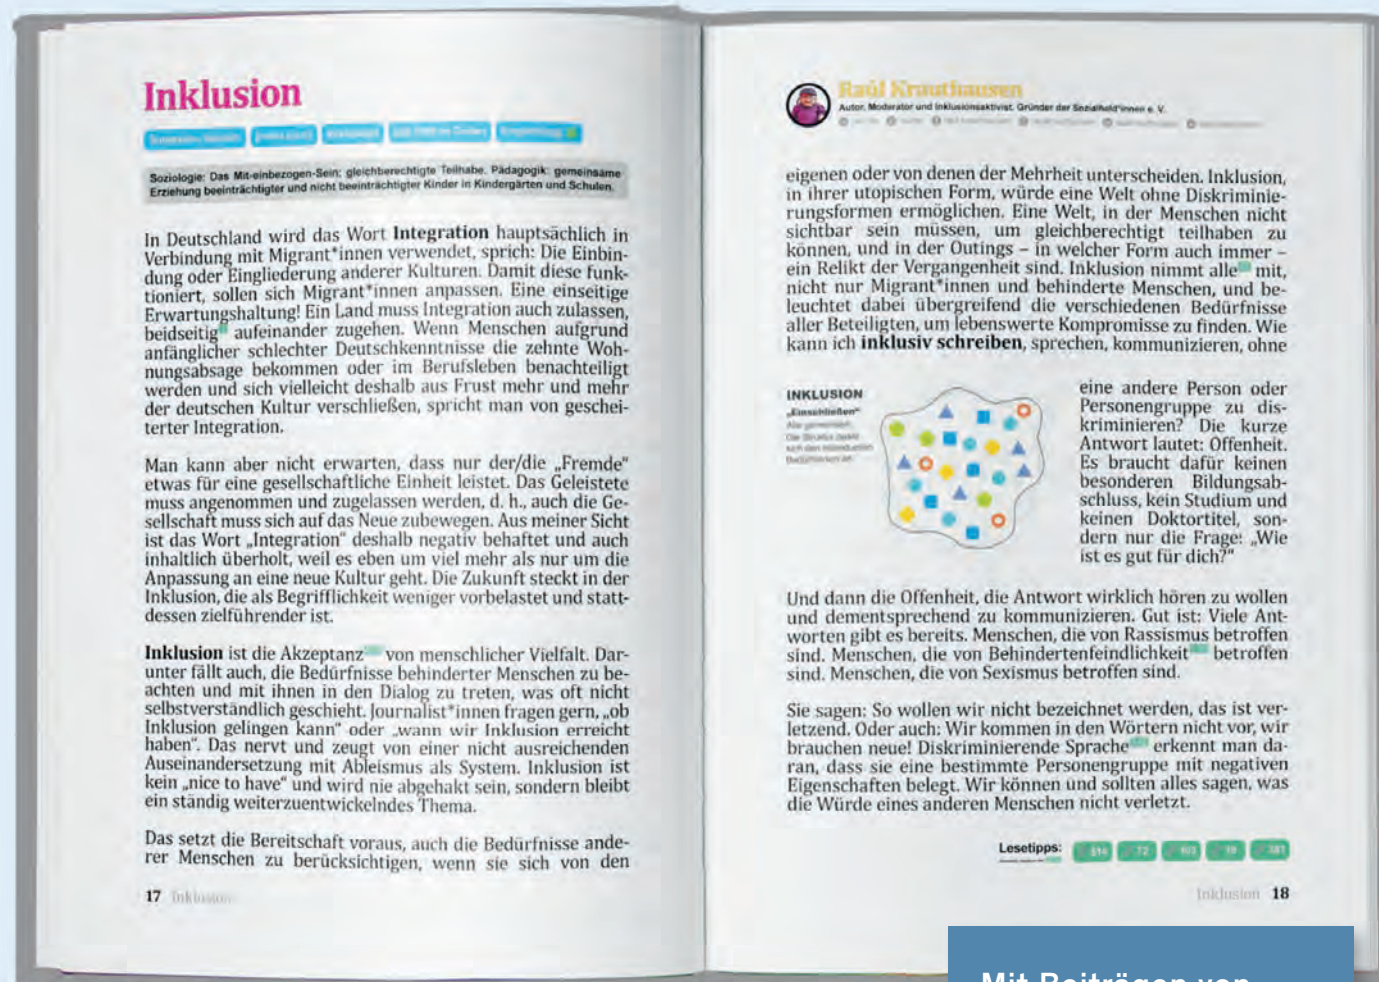 Inklusion
Soziologie: Das Mit-einbezogen-Sein; gleichberechtigte Teilhabe. Pädagogik: gemeinsame
Erziehung beeinträchtigter und nicht beeinträchtigter Kinder in Kindergärten und Schulen.
In Deutschland wird das Wort Integration hauptsächlich in
Verbindung mit Migrant*innen verwendet, sprich: Die Einbin-
dung oder Eingliederung anderer Kulturen. Damit diese funk-
tioniert, sollen sich Migrant*innen anpassen. Eine einseitige
Erwartungshaltung! Ein Land muss Integration auch zulassen,
beidseitig aufeinander zugehen. Wenn Menschen aufgrund
anfänglicher schlechter Deutschkenntnisse die zehnte Woh-
nungsabsage bekommen oder im Berufsleben benachteiligt
werden und sich vielleicht deshalb aus Frust mehr und mehr
der deutschen Kultur verschließen, spricht man von geschei-
terter Integration.
Man kann aber nicht erwarten, dass nur der/die „Fremde“
etwas für eine gesellschaftliche Einheit leistet. Das Geleistete
muss angenommen und zugelassen werden, d. h., auch die Ge-
sellschaft muss sich auf das Neue zubewegen. Aus meiner Sicht
ist das Wort „Integration“ deshalb negativ behaftet und auch
inhaltlich überholt, weil es eben um viel mehr als nur um die
Anpassung an eine neue Kultur geht. Die Zukunft steckt in der
Inklusion, die als Begrifflichkeit weniger vorbelastet und statt-
dessen zielführender ist.
Inklusion ist die Akzeptanz von menschlicher Vielfalt. Dar-
unter fällt auch, die Bedürfnisse behinderter Menschen zu be-
achten und mit ihnen in den Dialog zu treten, was oft nicht
selbstverständlich geschieht. Journalist*innen fragen gern, „ob
Inklusion gelingen kann“ oder „wann wir Inklusion erreicht
haben“. Das nervt und zeugt von einer nicht ausreichenden
Auseinandersetzung mit Ableismus als System. Inklusion ist
kein „nice to have“ und wird nie abgehakt sein, sondern bleibt
ein ständig weiterzuentwickelndes Thema.
Das setzt die Bereitschaft voraus, auch die Bedürfnisse ande-
rer Menschen zu berücksichtigen, wenn sie sich von den
17 Inklusion
Raúl Krauthausen
Autor, Moderator und Inklusionsaktivist, Gründer der Sozialheld*innen e. V.
eigenen oder von denen der Mehrheit unterscheiden. Inklusion,
in ihrer utopischen Form, würde eine Welt ohne Diskriminie-
rungsformen ermöglichen. Eine Welt, in der Menschen nicht
sichtbar sein müssen, um gleichberechtigt teilhaben zu
können, und in der Outings – in welcher Form auch immer –
ein Relikt der Vergangenheit sind. Inklusion nimmt alle mit,
nicht nur Migrant*innen und behinderte Menschen, und be-
leuchtet dabei übergreifend die verschiedenen Bedürfnisse
aller Beteiligten, um lebenswerte Kompromisse zu finden. Wie
kann ich inklusiv schreiben, sprechen, kommunizieren, ohne
INKLUSION
„Einschließen“
eine andere Person oder
Personengruppe zu dis-
kriminieren? Die kurze
Antwort lautet: Offenheit.
Es braucht dafür keinen
besonderen Bildungsab-
schluss, kein Studium und
keinen Doktortitel, son-
dern nur die Frage: „Wie
ist es gut für dich?“
Und dann die Offenheit, die Antwort wirklich hören zu wollen
und dementsprechend zu kommunizieren. Gut ist: Viele Ant-
worten gibt es bereits. Menschen, die von Rassismus betroffen
sind. Menschen, die von Behindertenfeindlichkeit betroffen
sind. Menschen, die von Sexismus betroffen sind.
Sie sagen: So wollen wir nicht bezeichnet werden, das ist ver-
letzend. Oder auch: Wir kommen in den Wörtern nicht vor, wir
brauchen neue! Diskriminierende Sprache erkennt man da-
ran, dass sie eine bestimmte Personengruppe mit negativen
Eigenschaften belegt. Wir können und sollten alles sagen, was
die Würde eines anderen Menschen nicht verletzt.
Lesetipps:
Inklusion 18
Mit Beiträgen von